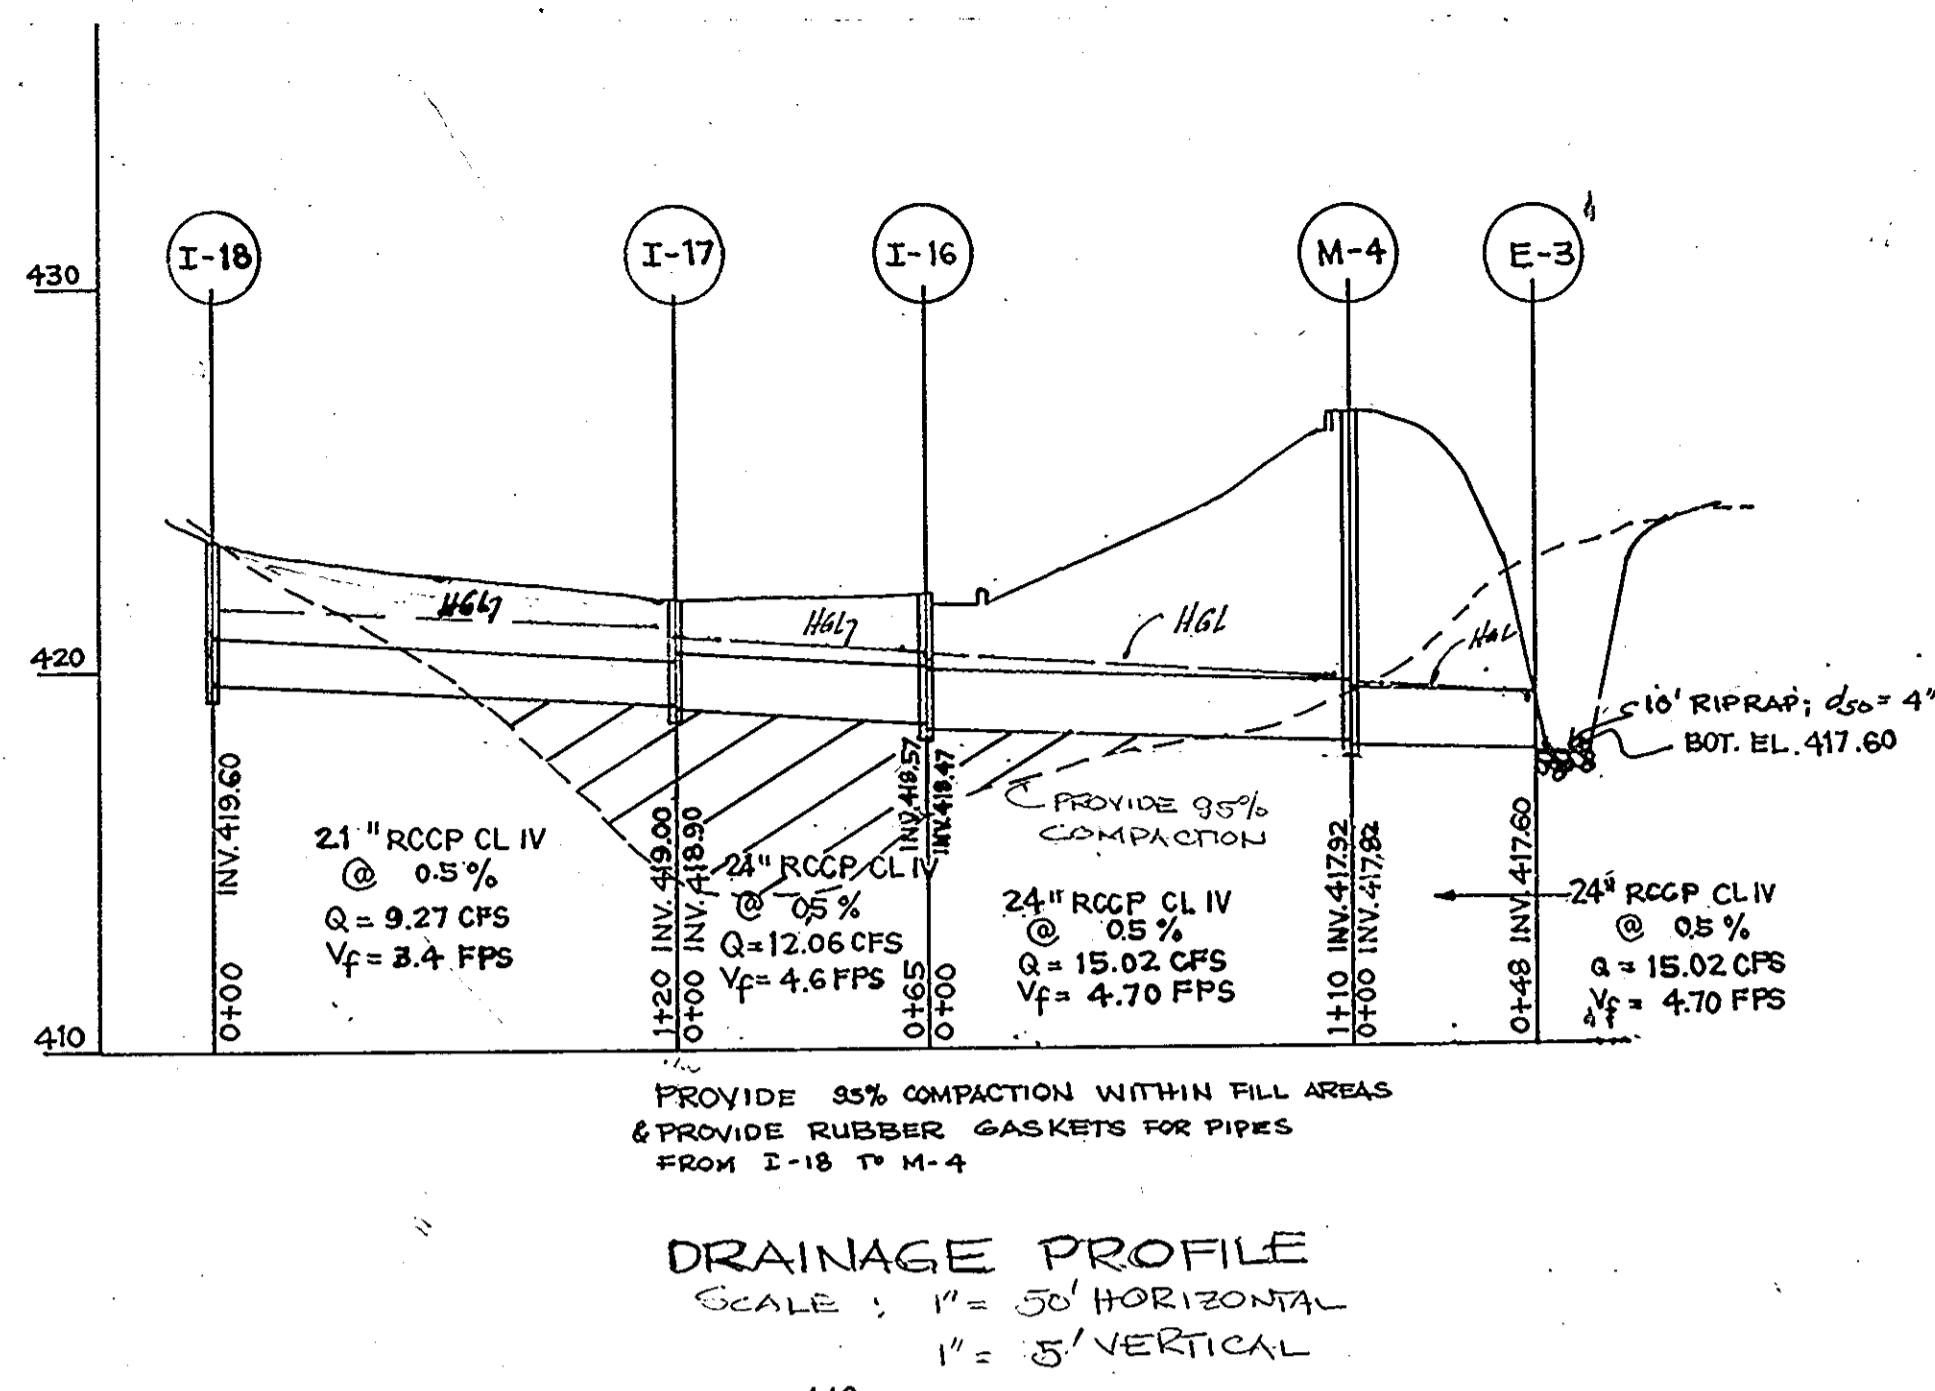 I-18
I-17
I-16
M-4
E-3
430
420
410
HGL
HGL
HGL
HGL
10' RIPRAP; d50 = 4"
BOT. EL. 417.60
PROVIDE 95%
COMPACTION
INV. 419.60
0+00
21" RCCP CL IV
@ 0.5%
Q = 9.27 CFS
Vf = 3.4 FPS
1+20 INV. 419.00
0+00 INV. 418.90
24" RCCP CL IV
@ 0.5%
Q = 12.06 CFS
Vf = 4.6 FPS
INV. 418.57
0+65
INV. 418.47
0+00
24" RCCP CL IV
@ 0.5%
Q = 15.02 CFS
Vf = 4.70 FPS
1+10 INV. 417.92
0+00 INV. 417.82
0+48 INV. 417.60
24" RCCP CL IV
@ 0.5%
Q = 15.02 CFS
Vf = 4.70 FPS
PROVIDE 95% COMPACTION WITHIN FILL AREAS
& PROVIDE RUBBER GASKETS FOR PIPES
FROM I-18 TO M-4
DRAINAGE PROFILE
SCALE : 1" = 50' HORIZONTAL
1" = 5' VERTICAL